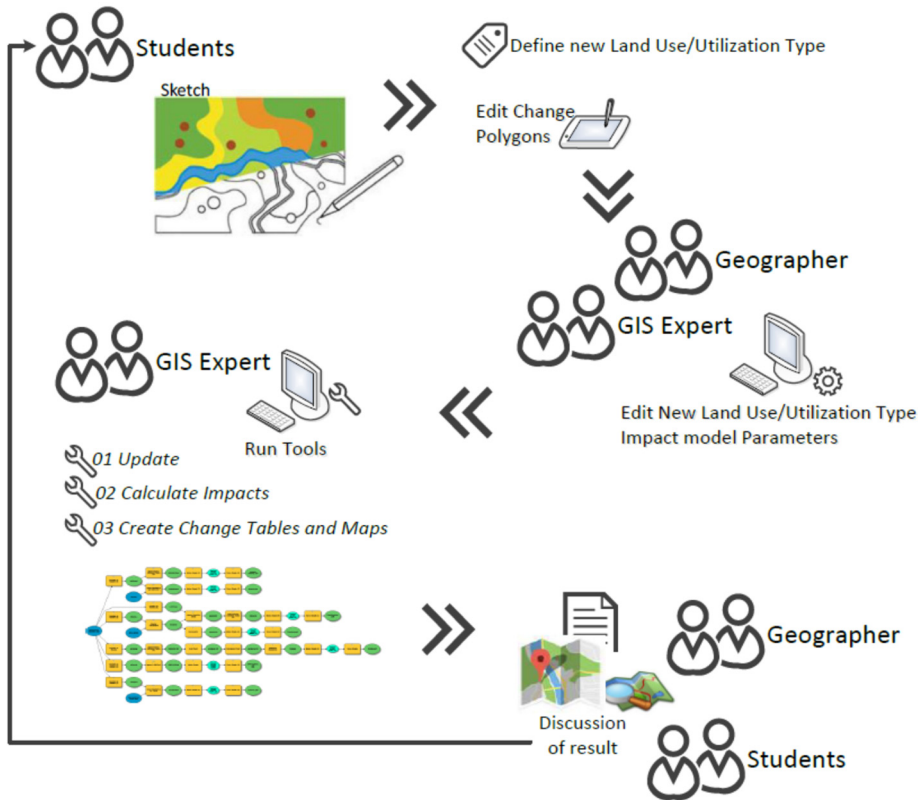 Students
Sketch
Define new Land Use/Utilization Type
Edit Change
Polygons
Geographer
GIS Expert
Edit New Land Use/Utilization Type
Impact model Parameters
GIS Expert
Run Tools
01 Update
02 Calculate Impacts
03 Create Change Tables and Maps
Discussion
of result
Geographer
Students